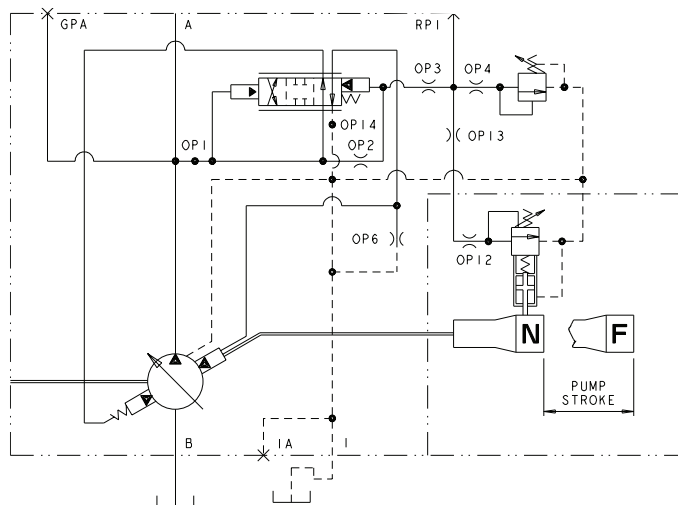 GPA A RP1
OP3 OP4
OP14
OP13
OP1 OP2
OP6
OP12
N F
PUMP
STROKE
B 1A 1